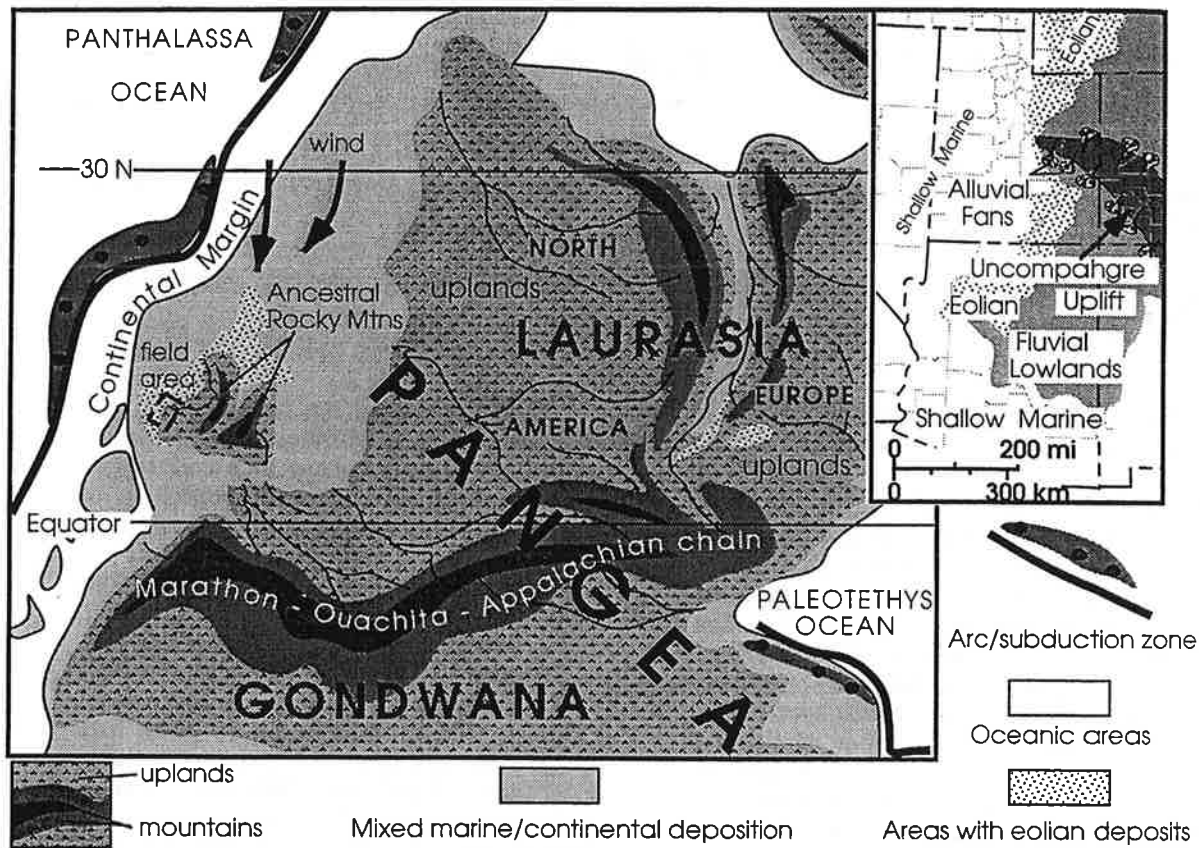 PANTHALASSA
OCEAN
30 N
wind
Continental Margin
Ancestral
Rocky Mtns
field
area
uplands
NORTH
AMERICA
LAURASIA
EUROPE
uplands
PANGEA
Equator
Marathon - Ouachita - Appalachian chain
GONDWANA
PALEOTETHYS
OCEAN
Eolian
Shallow Marine
Alluvial
Fans
Uncompahgre
Uplift
Eolian
Fluvial
Lowlands
Shallow Marine
0 200 mi
0 300 km
Arc/subduction zone
Oceanic areas
uplands
mountains
Mixed marine/continental deposition
Areas with eolian deposits